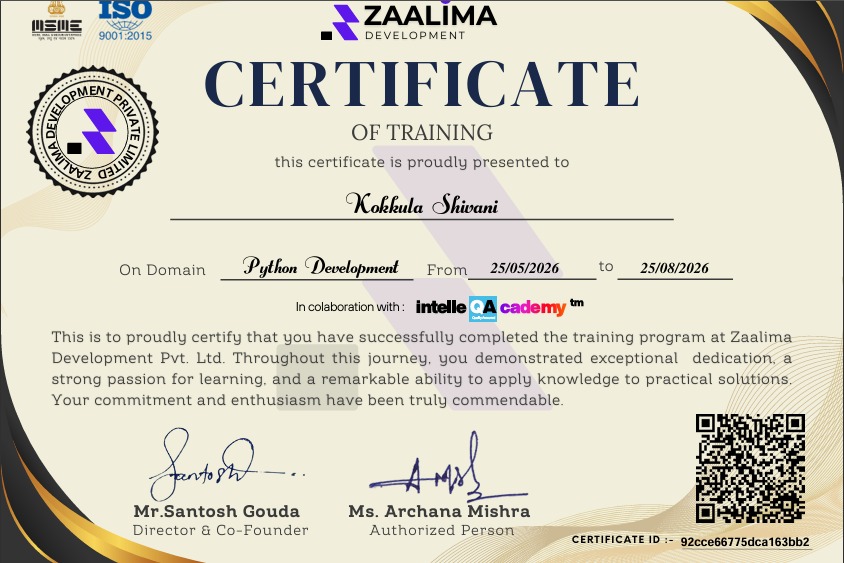 MSME
ISO
9001:2015
ZAALIMA
DEVELOPMENT
ZAALIMA DEVELOPMENT PRIVATE LIMITED
CERTIFICATE
OF TRAINING
this certificate is proudly presented to
Kokkula Shivani
On Domain Python Development From 25/05/2026 to 25/08/2026
In colaboration with : intelle QA cademy ™
This is to proudly certify that you have successfully completed the training program at Zaalima
Development Pvt. Ltd. Throughout this journey, you demonstrated exceptional dedication, a
strong passion for learning, and a remarkable ability to apply knowledge to practical solutions.
Your commitment and enthusiasm have been truly commendable.
Santosh
Mr.Santosh Gouda
Director & Co-Founder
Ms. Archana Mishra
Authorized Person
CERTIFICATE ID :- 92cce66775dca163bb2